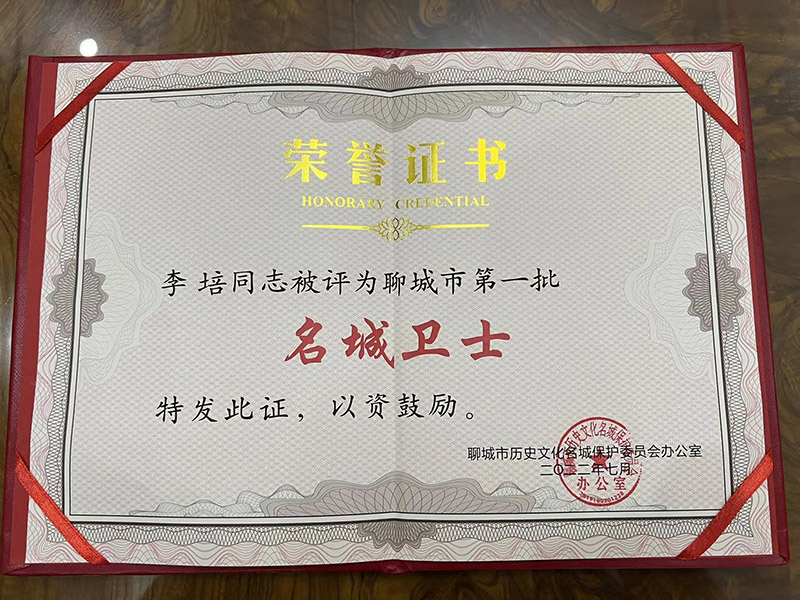 荣誉证书
HONORARY CREDENTIAL
李培同志被评为聊城市第一批
名城卫士
特发此证，以资鼓励。
聊城市历史文化名城保护委员会办公室
二〇二二年七月
办公室